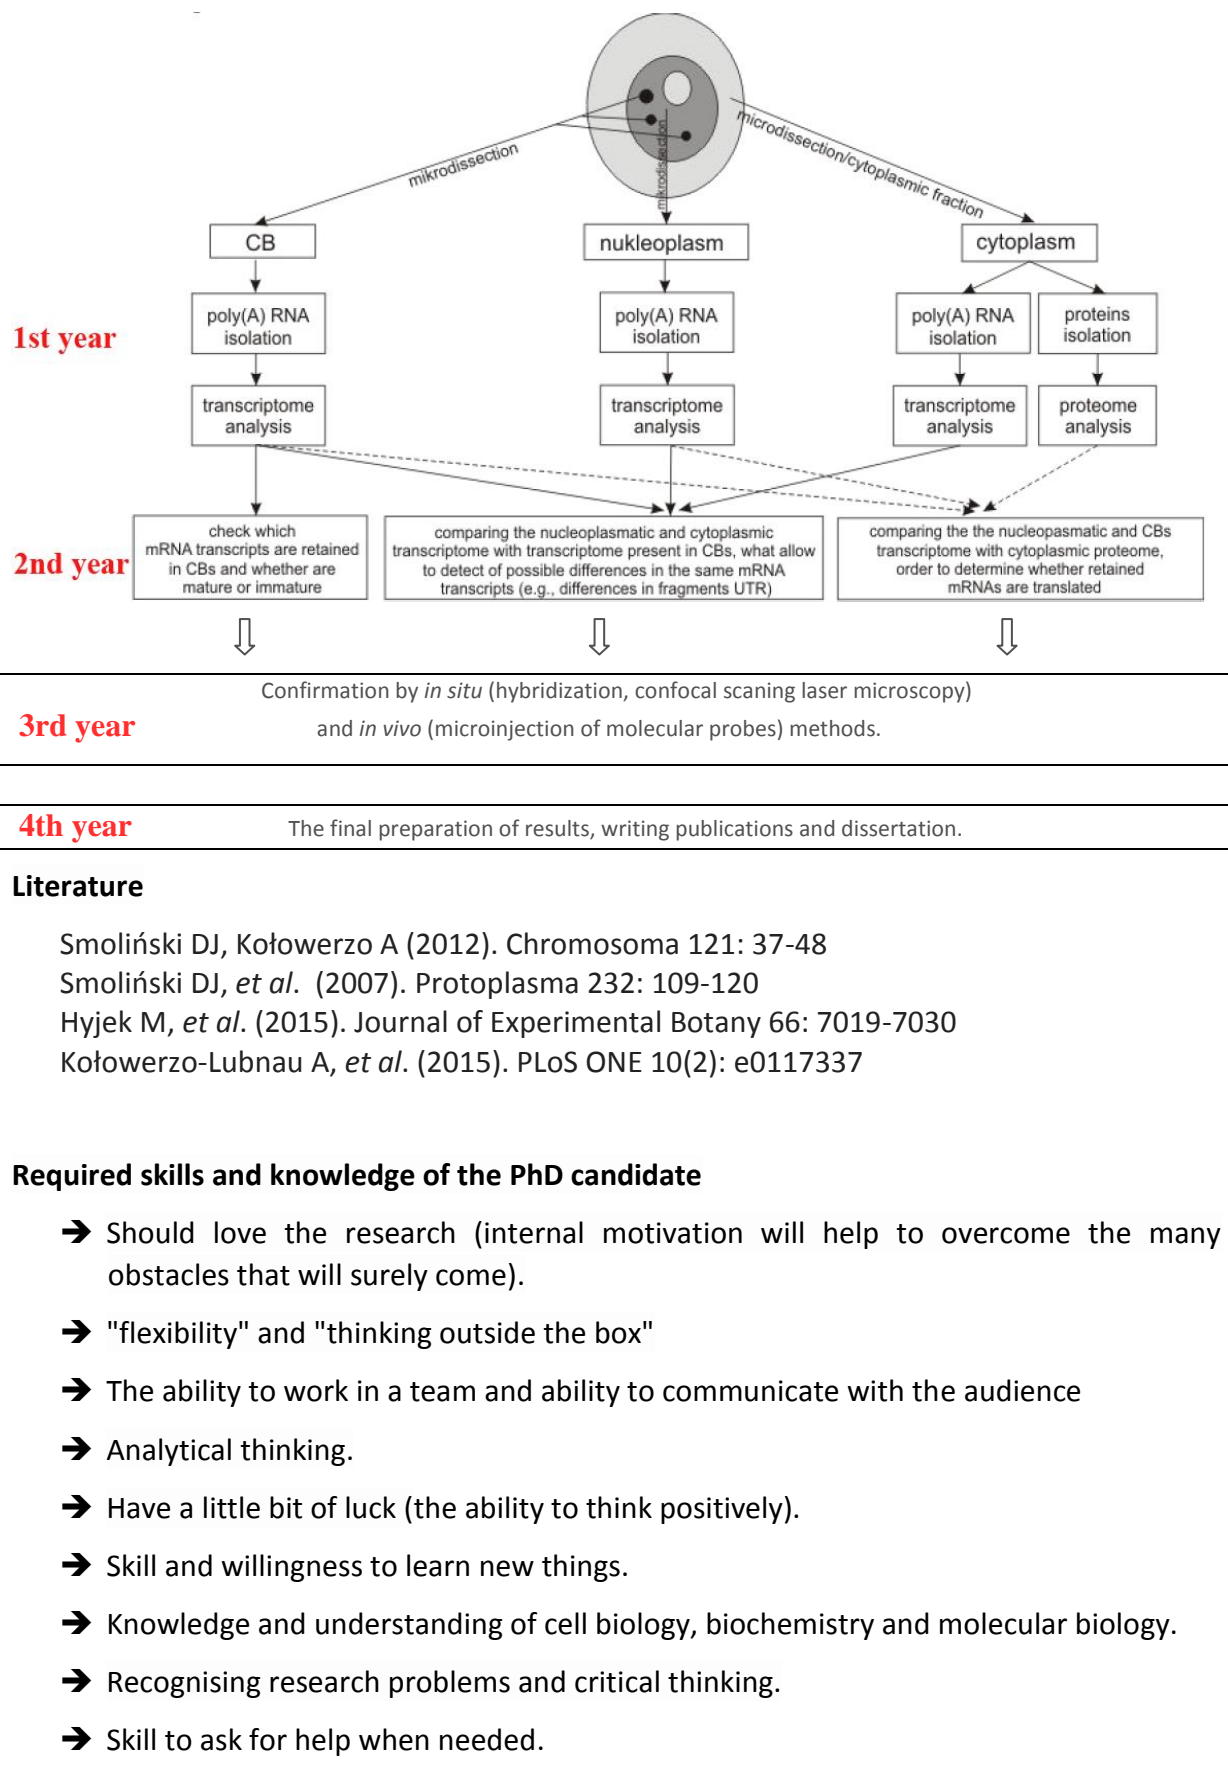 mikrodissection
mikrodissection
microdissection/cytoplasmic fraction
CB
nukleoplasm
cytoplasm
1st year
poly(A) RNA
isolation
poly(A) RNA
isolation
poly(A) RNA
isolation
proteins
isolation
transcriptome
analysis
transcriptome
analysis
transcriptome
analysis
proteome
analysis
2nd year
check which
mRNA transcripts are retained
in CBs and whether are
mature or immature
comparing the nucleoplasmatic and cytoplasmic
transcriptome with transcriptome present in CBs, what allow
to detect of possible differences in the same mRNA
transcripts (e.g., differences in fragments UTR)
comparing the the nucleopasmatic and CBs
transcriptome with cytoplasmic proteome,
order to determine whether retained
mRNAs are translated
Confirmation by in situ (hybridization, confocal scaning laser microscopy)
3rd year
and in vivo (microinjection of molecular probes) methods.
4th year
The final preparation of results, writing publications and dissertation.
Literature
Smoliński DJ, Kołowerzo A (2012). Chromosoma 121: 37-48
Smoliński DJ, et al. (2007). Protoplasma 232: 109-120
Hyjek M, et al. (2015). Journal of Experimental Botany 66: 7019-7030
Kołowerzo-Lubnau A, et al. (2015). PLoS ONE 10(2): e0117337
Required skills and knowledge of the PhD candidate
➔ Should love the research (internal motivation will help to overcome the many
obstacles that will surely come).
➔ "flexibility" and "thinking outside the box"
➔ The ability to work in a team and ability to communicate with the audience
➔ Analytical thinking.
➔ Have a little bit of luck (the ability to think positively).
➔ Skill and willingness to learn new things.
➔ Knowledge and understanding of cell biology, biochemistry and molecular biology.
➔ Recognising research problems and critical thinking.
➔ Skill to ask for help when needed.